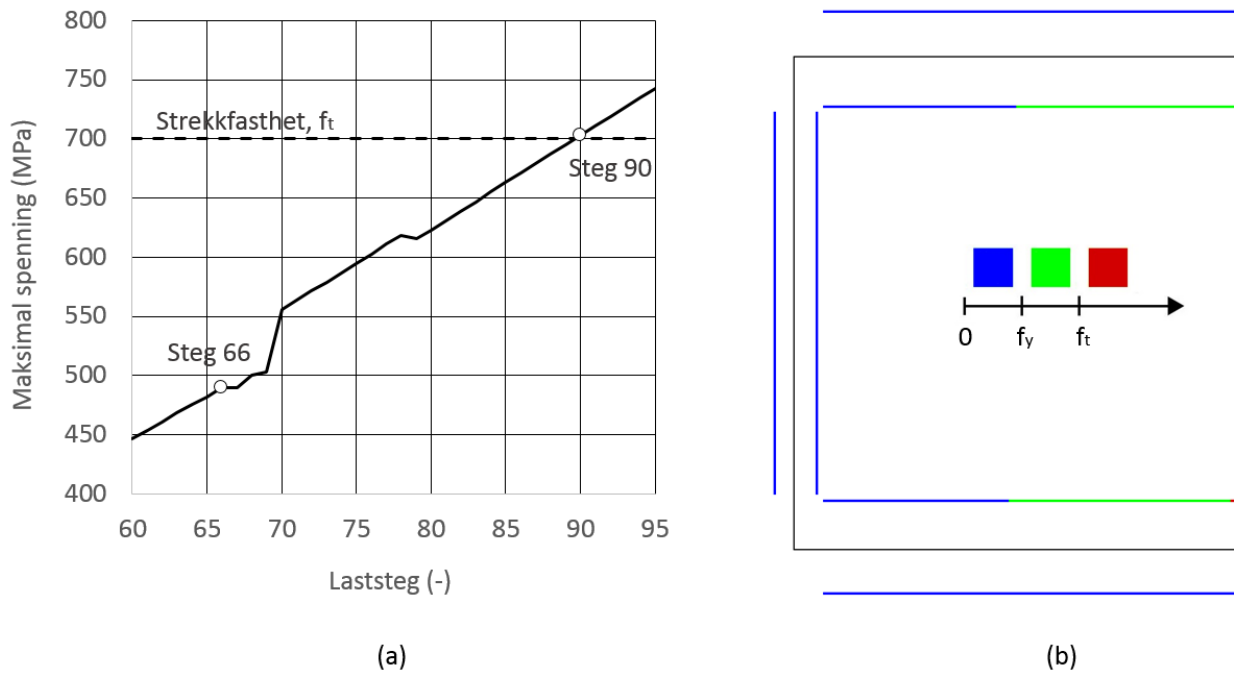 800
750
700
650
600
550
500
450
400
Maksimal spenning (MPa)
Strekkfasthet, fₜ
Steg 90
Steg 66
60 65 70 75 80 85 90 95
Laststeg (-)
(a)
0 fᵧ fₜ
(b)